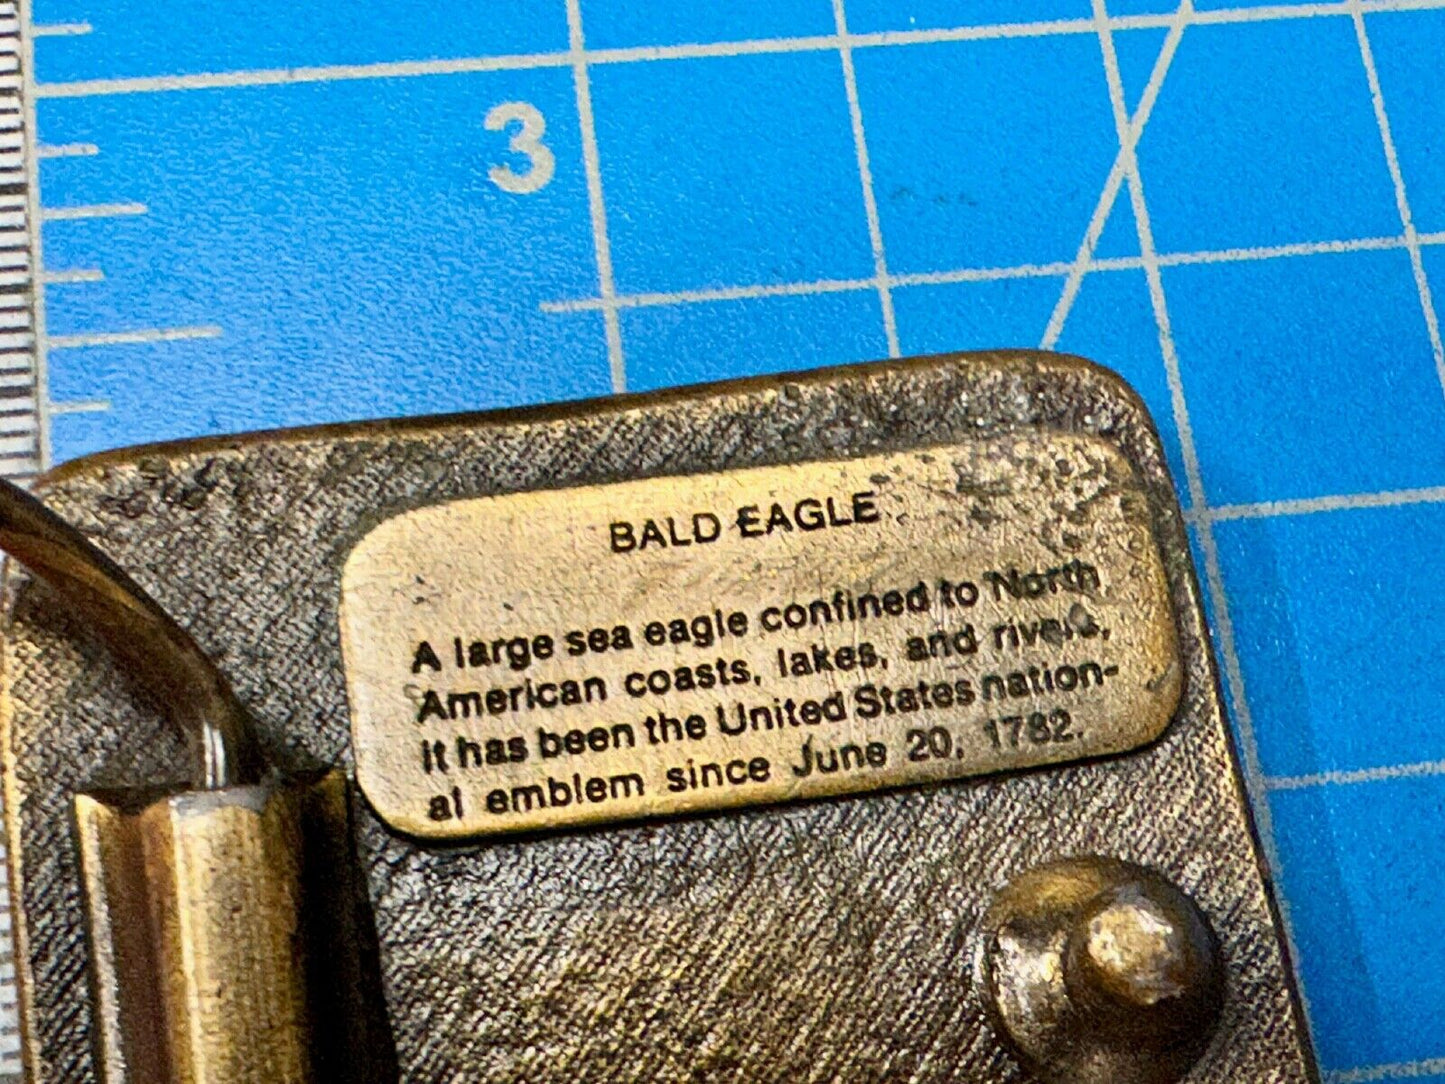 3
BALD EAGLE
A large sea eagle confined to North
American coasts, lakes, and rivers,
it has been the United States nation-
al emblem since June 20, 1782.